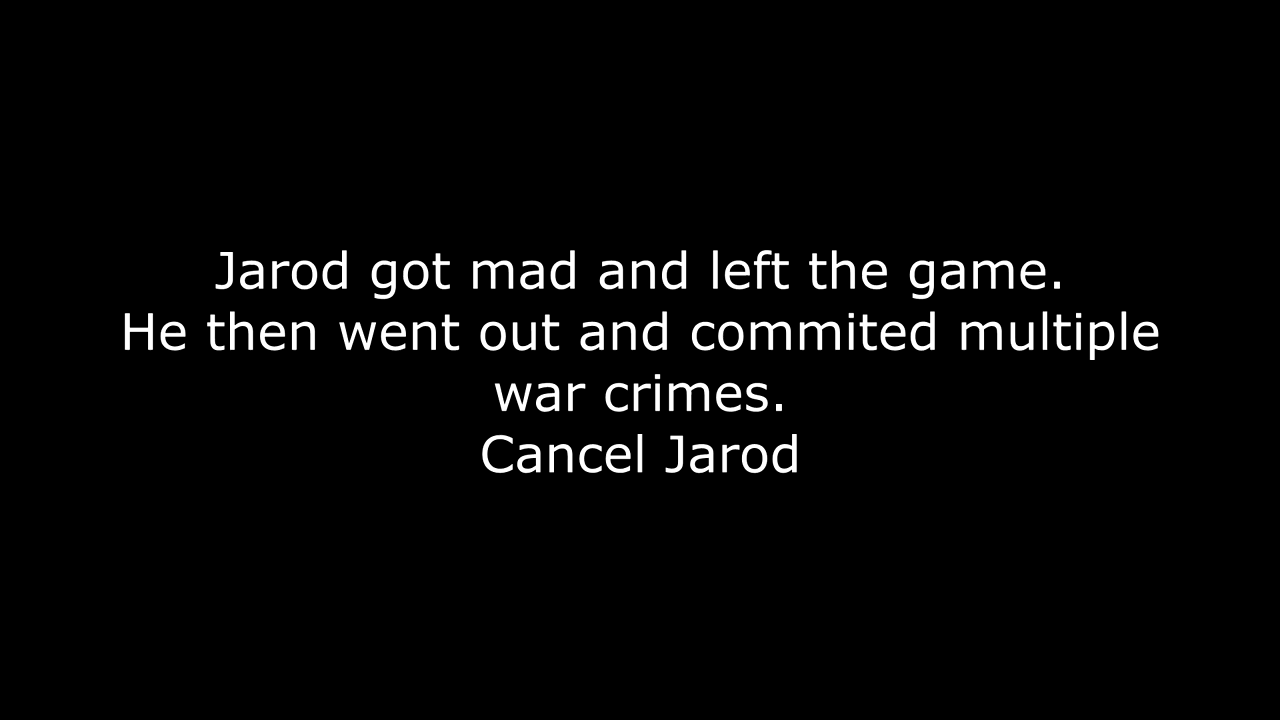 Jarod got mad and left the game.
He then went out and commited multiple
war crimes.
Cancel Jarod